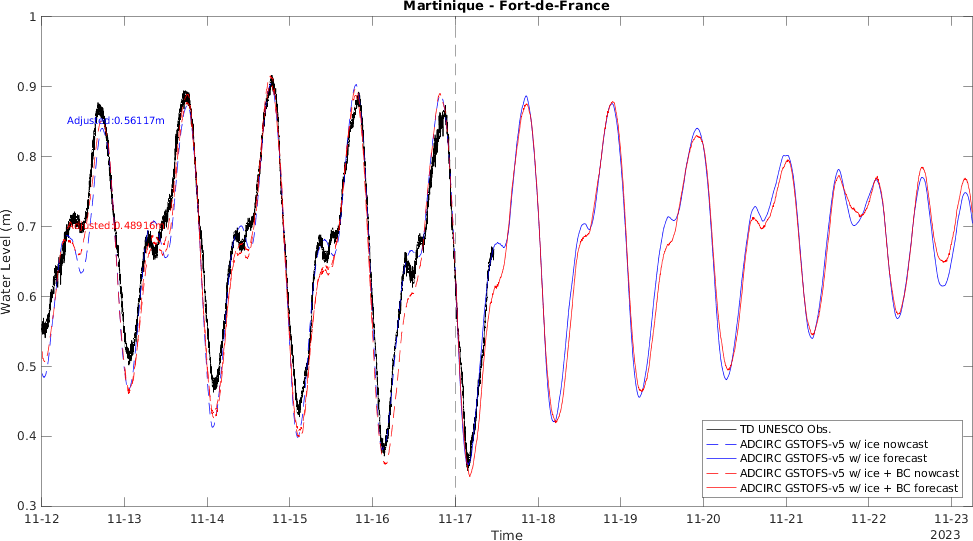 Martinique - Fort-de-France
1
0.9
0.8
0.7
0.6
0.5
0.4
0.3
Water Level (m)
Adjusted:0.56117m
Adjusted:0.48916m
11-12
11-13
11-14
11-15
11-16
11-17
11-18
11-19
11-20
11-21
11-22
11-23
2023
Time
TD UNESCO Obs.
ADCIRC GSTOFS-v5 w/ ice nowcast
ADCIRC GSTOFS-v5 w/ ice forecast
ADCIRC GSTOFS-v5 w/ ice + BC nowcast
ADCIRC GSTOFS-v5 w/ ice + BC forecast